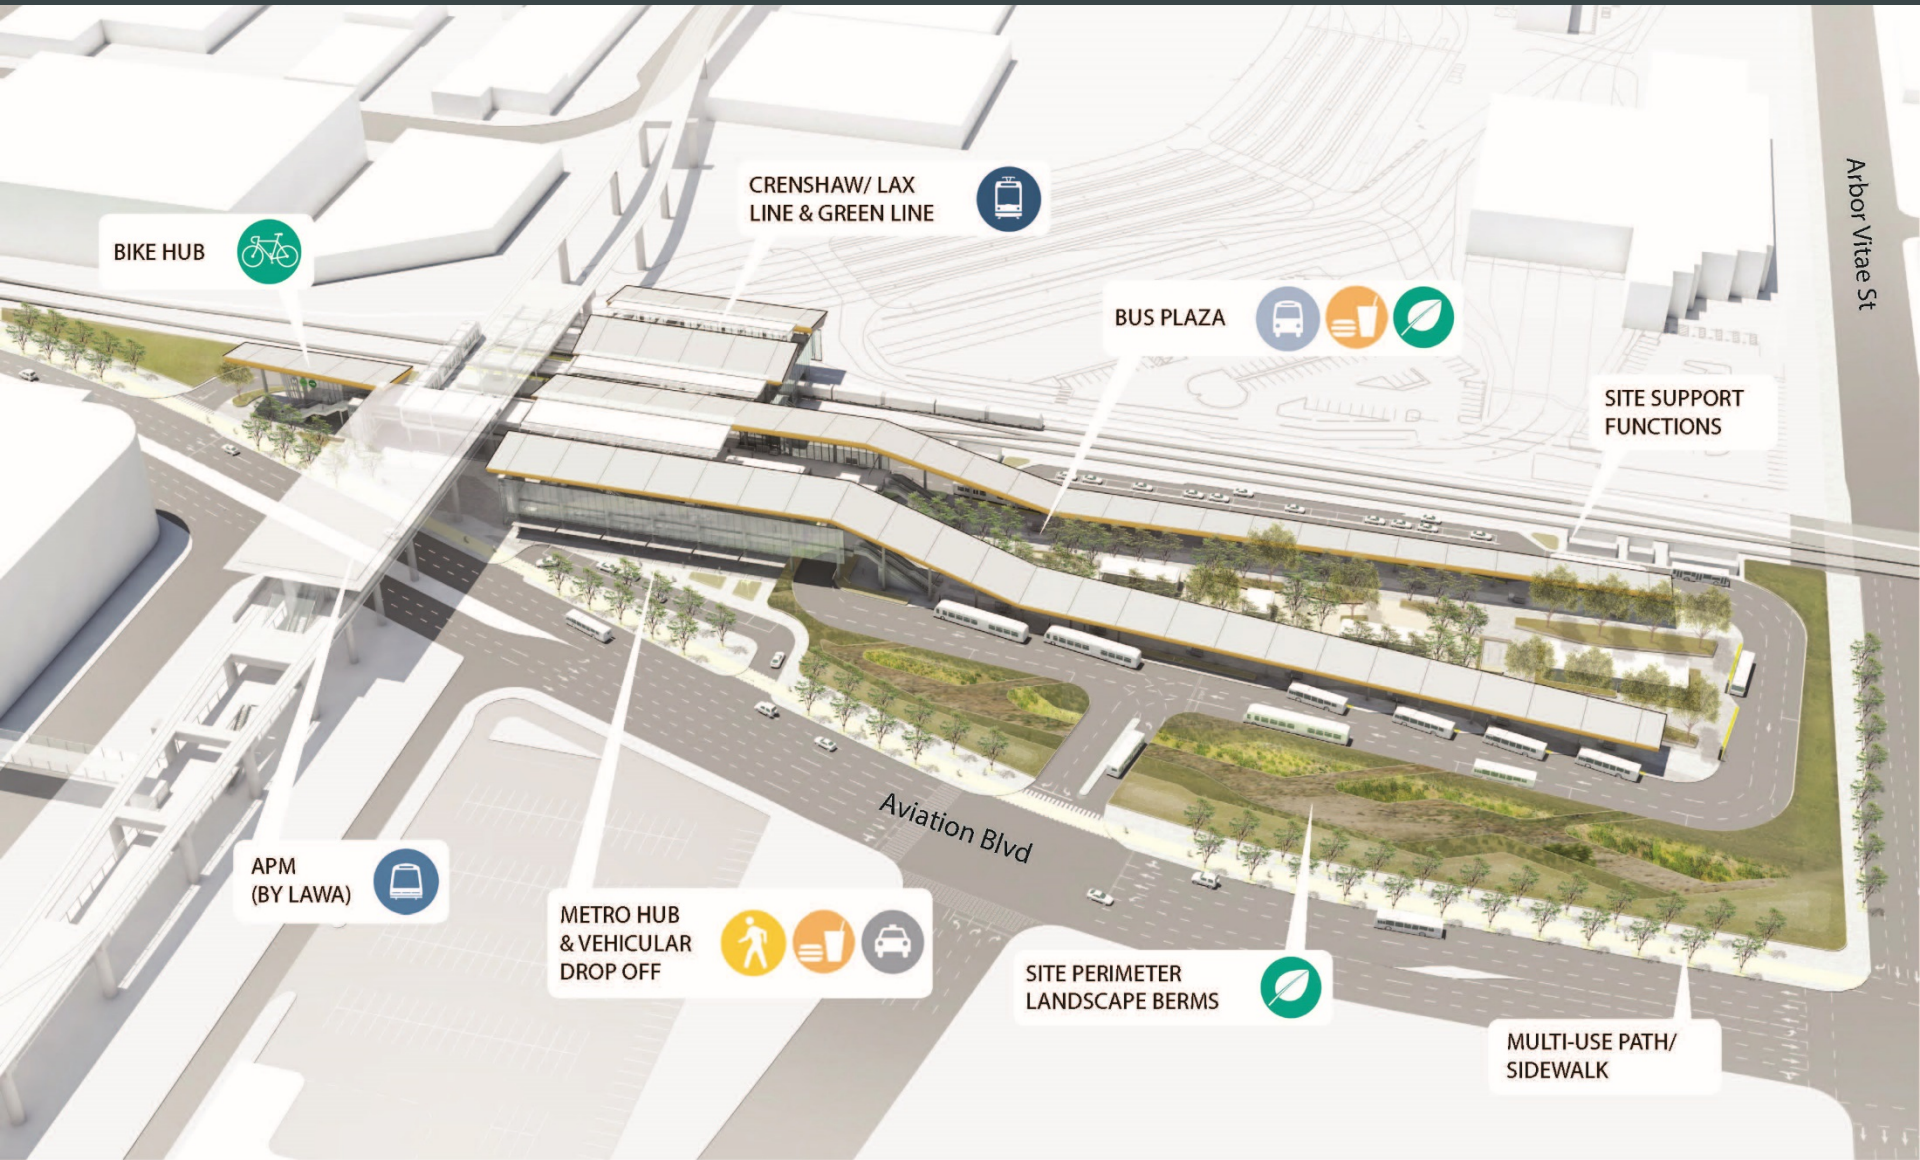 CRENSHAW/ LAX
LINE & GREEN LINE
Arbor Vitae St
BIKE HUB
BUS PLAZA
SITE SUPPORT
FUNCTIONS
Aviation Blvd
APM
(BY LAWA)
METRO HUB
& VEHICULAR
DROP OFF
SITE PERIMETER
LANDSCAPE BERMS
MULTI-USE PATH/
SIDEWALK